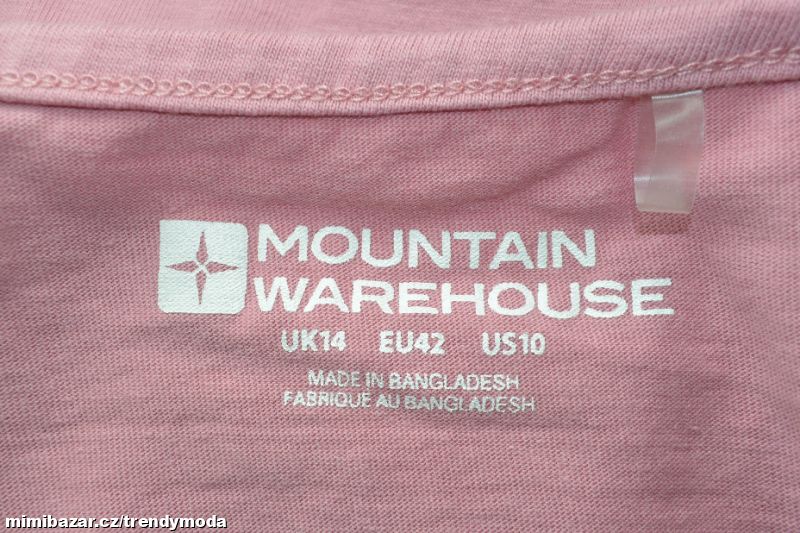 MOUNTAIN
WAREHOUSE
UK14 EU42 US10
MADE IN BANGLADESH
FABRIQUE AU BANGLADESH
mimibazar.cz/trendymoda